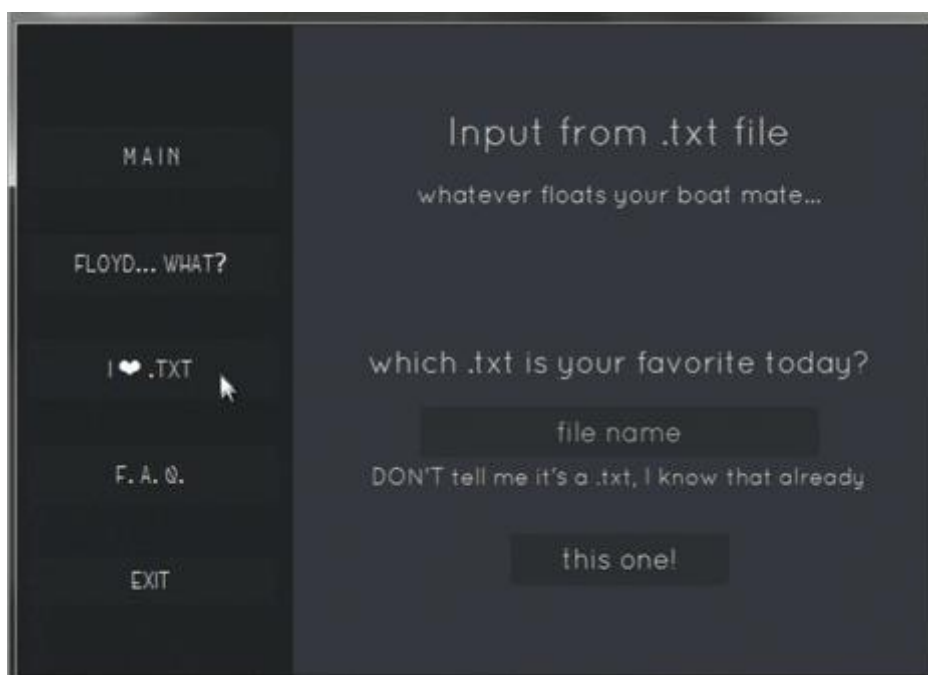 MAIN
FLOYD... WHAT?
I ❤ .TXT
F. A. Q.
EXIT
Input from .txt file
whatever floats your boat mate...
which .txt is your favorite today?
file name
DON'T tell me it's a .txt, I know that already
this one!